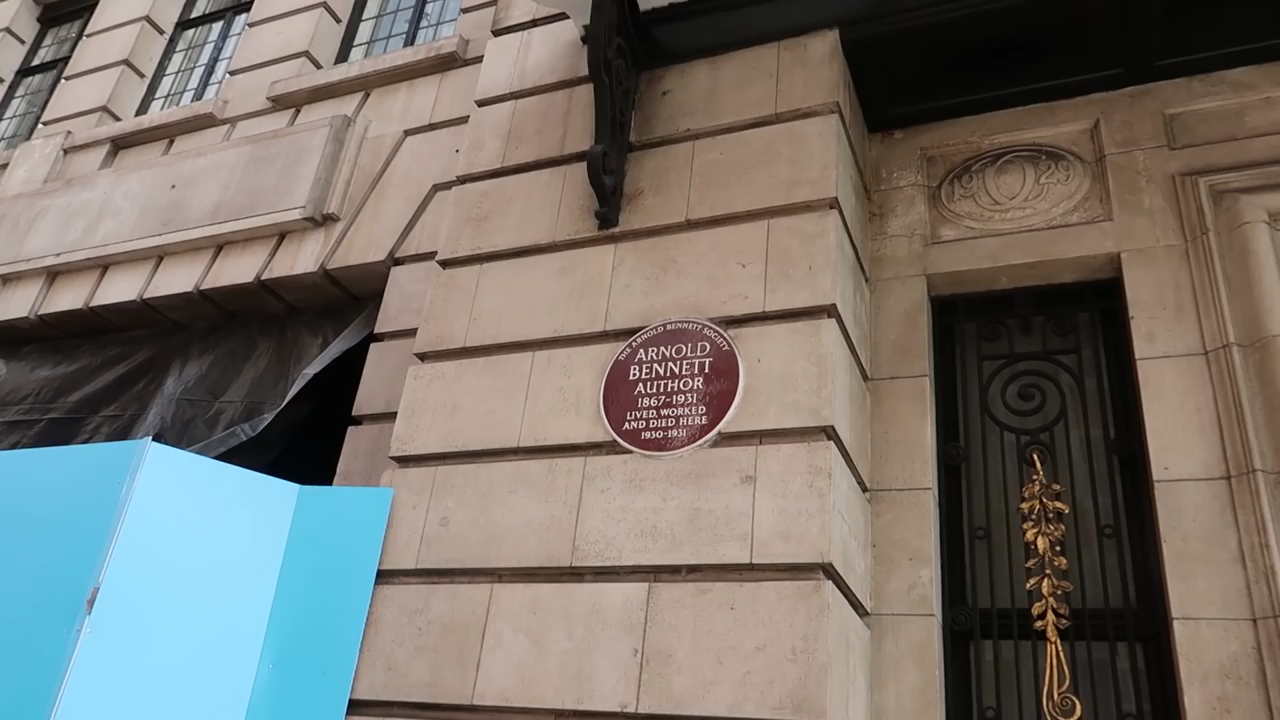 THE ARNOLD BENNETT SOCIETY
ARNOLD
BENNETT
AUTHOR
1867-1931
LIVED, WORKED
AND DIED HERE
1930-1931
1929